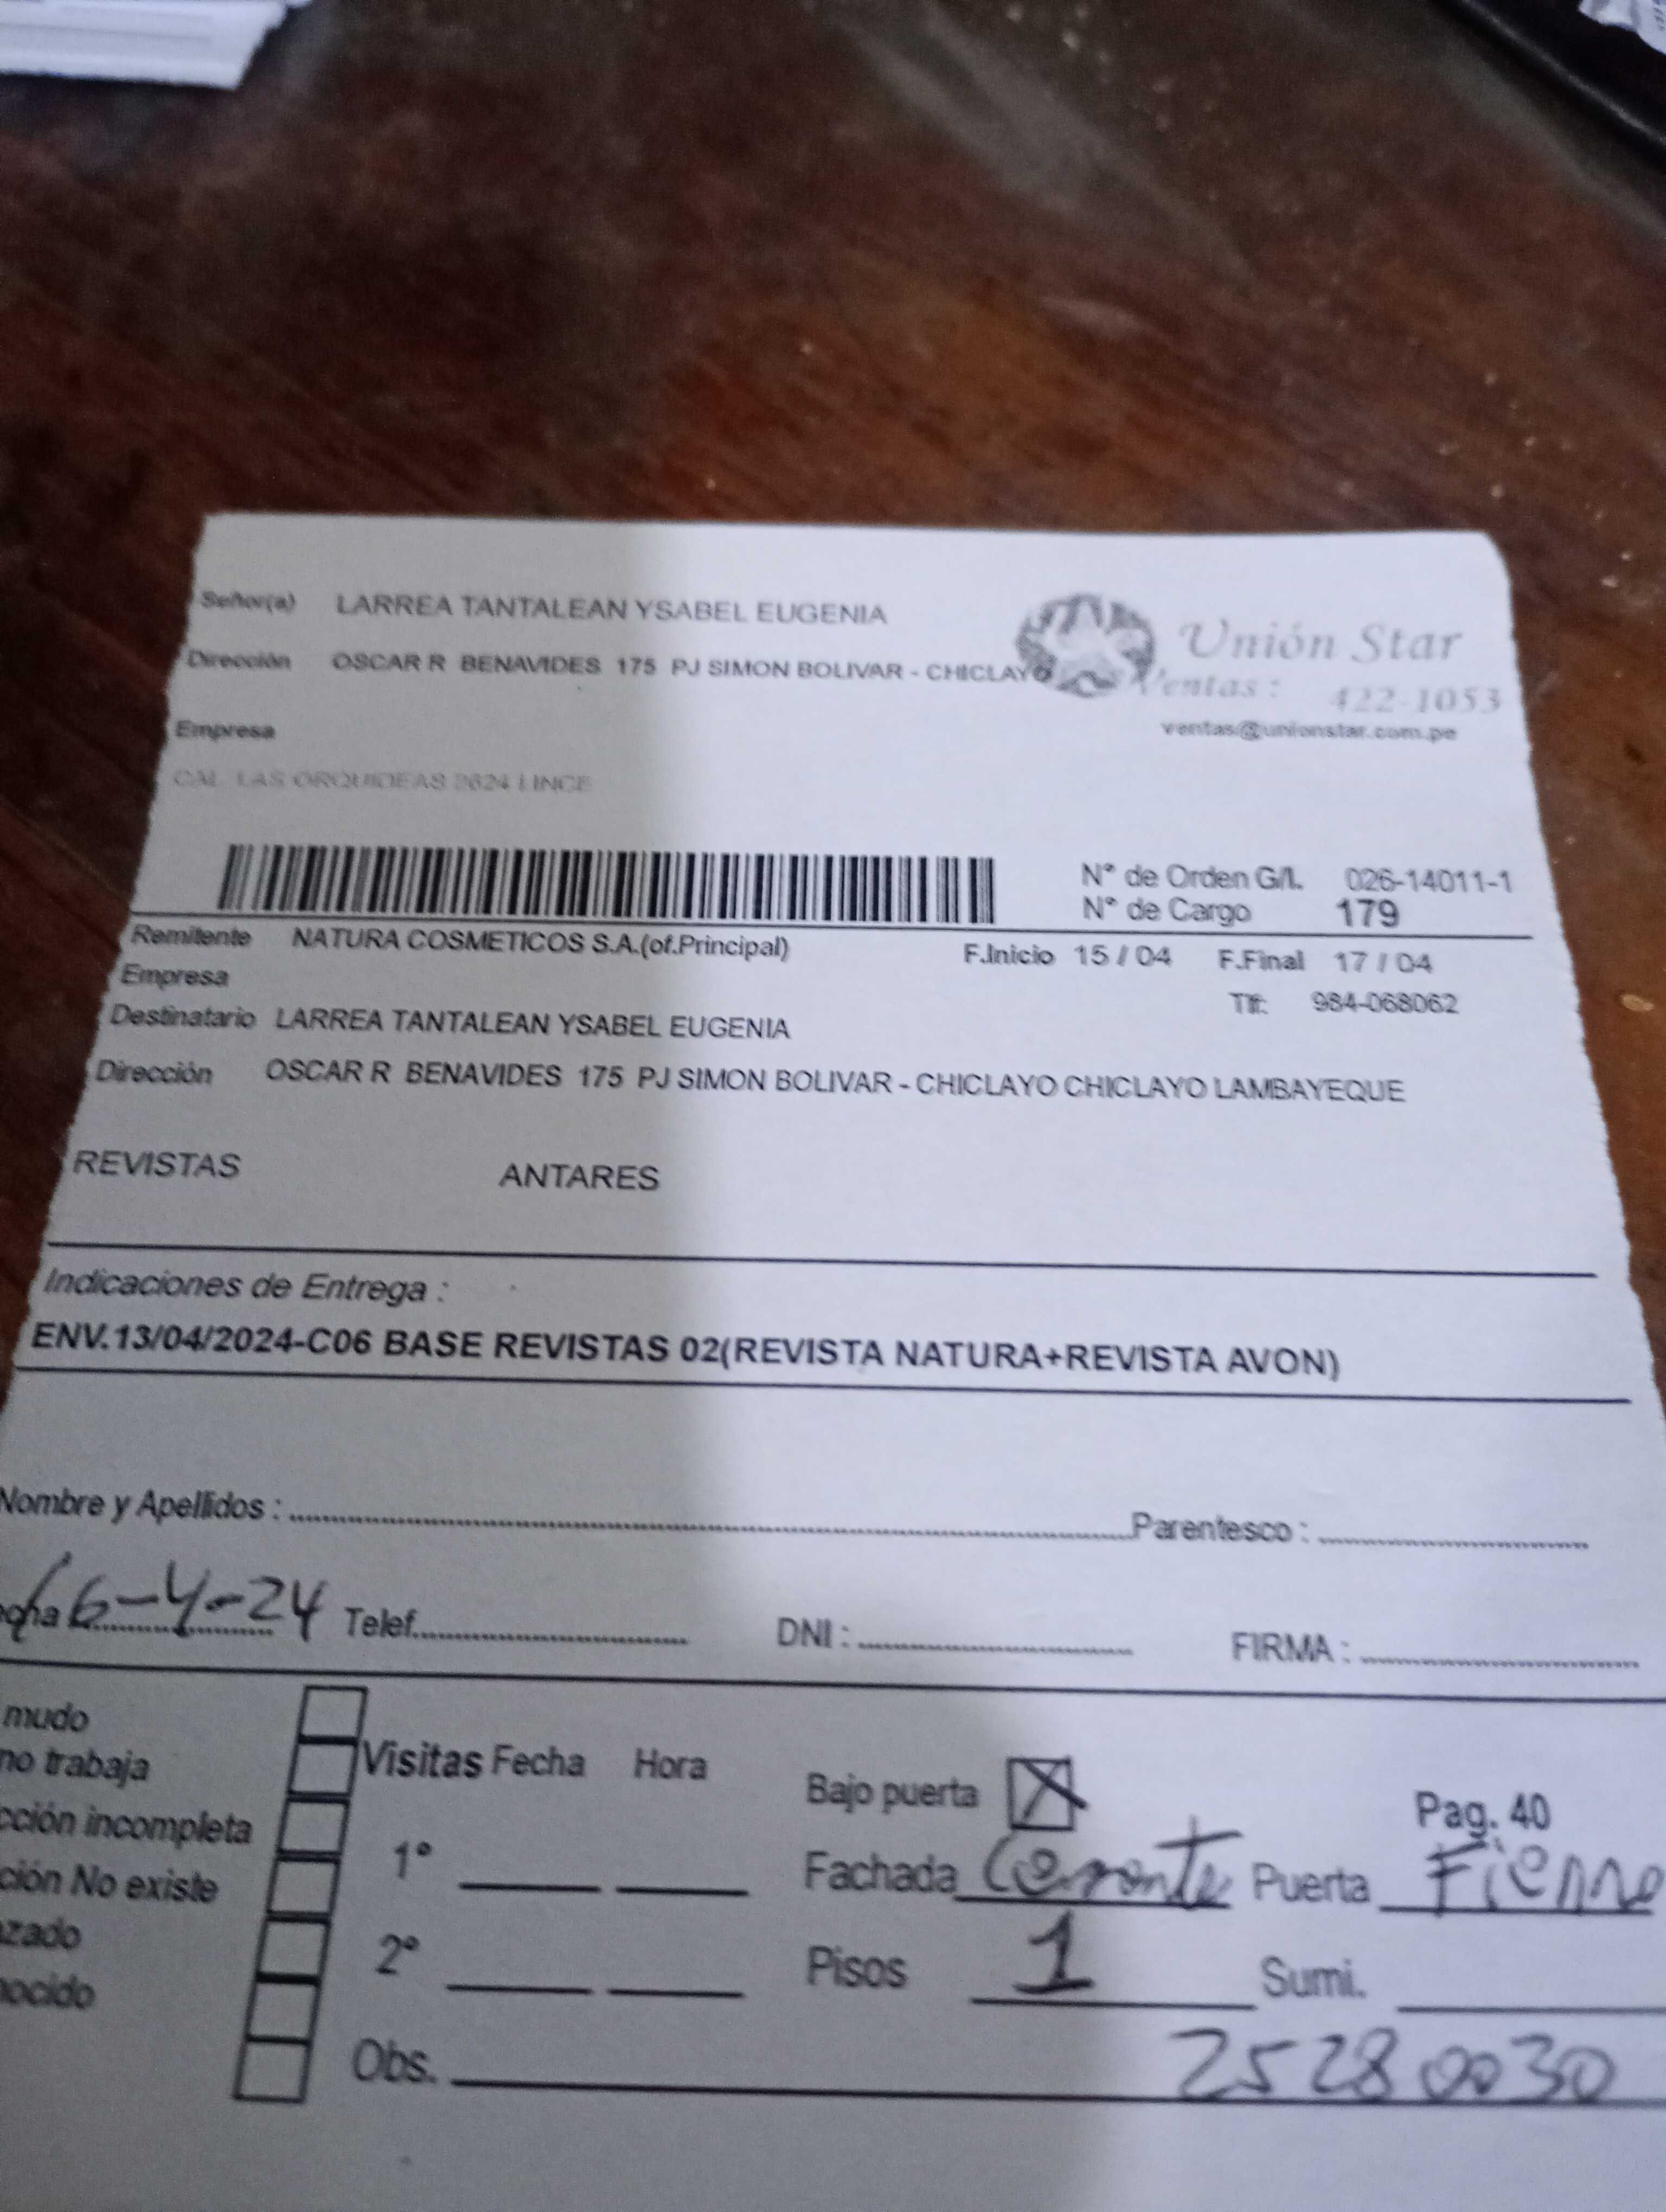 Señor(a) LARREA TANTALEAN YSABEL EUGENIA
Unión Star
Dirección OSCAR R BENAVIDES 175 PJ SIMON BOLIVAR - CHICLAYO
Ventas: 422-1053
Empresa ventas@unionstar.com.pe
CAL. LAS ORQUIDEAS 2624 LINCE
N° de Orden G/I. 026-14011-1
N° de Cargo 179
Remitente NATURA COSMETICOS S.A.(of.Principal) F.Inicio 15 / 04 F.Final 17 / 04
Empresa Tlf: 984-068062
Destinatario LARREA TANTALEAN YSABEL EUGENIA
Dirección OSCAR R BENAVIDES 175 PJ SIMON BOLIVAR - CHICLAYO CHICLAYO LAMBAYEQUE
REVISTAS ANTARES
Indicaciones de Entrega :
ENV.13/04/2024-C06 BASE REVISTAS 02(REVISTA NATURA+REVISTA AVON)
Nombre y Apellidos : Parentesco :
16-4-24 Telef. DNI : FIRMA :
mudo
no trabaja
Visitas Fecha Hora
Bajo puerta X
Pag. 40
cción incompleta
1° Fachada Puerta
ción No existe
zado
2° Pisos 1 Sumi.
nocido
Obs. 25280030